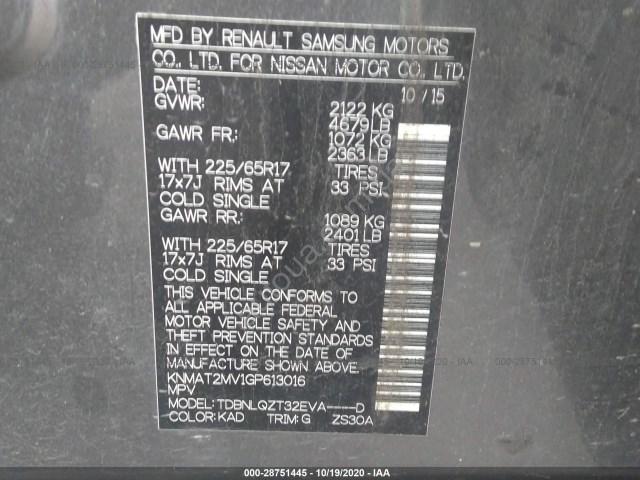 MFD BY RENAULT SAMSUNG MOTORS
CO., LTD. FOR NISSAN MOTOR CO., LTD.
DATE: 10/15
GVWR: 2122 KG
4679 LB
GAWR FR: 1072 KG
2363 LB
WITH 225/65R17 TIRES
17x7J RIMS AT 33 PSI
COLD SINGLE
GAWR RR: 1089 KG
2401 LB
WITH 225/65R17 TIRES
17x7J RIMS AT 33 PSI
COLD SINGLE
THIS VEHICLE CONFORMS TO
ALL APPLICABLE FEDERAL
MOTOR VEHICLE SAFETY AND
THEFT PREVENTION STANDARDS
IN EFFECT ON THE DATE OF
MANUFACTURE SHOWN ABOVE.
KNMAT2MV1GP613016
MPV
MODEL: TDBNLQZT32EVA----D
COLOR: KAD TRIM: G ZS30A
000-28751445 - 10/19/2020 - IAA